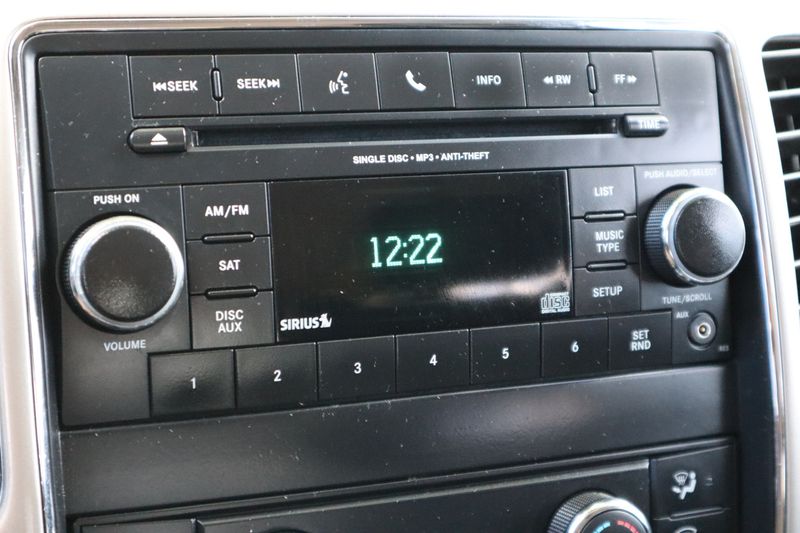 SEEK
SEEK
INFO
RW
FF
TIME
SINGLE DISC • MP3 • ANTI-THEFT
PUSH ON
AM/FM
SAT
DISC
AUX
VOLUME
12:22
SIRIUS
disc
LIST
MUSIC
TYPE
SETUP
PUSH AUDIO/SELECT
TUNE/SCROLL
AUX
1
2
3
4
5
6
SET
RND